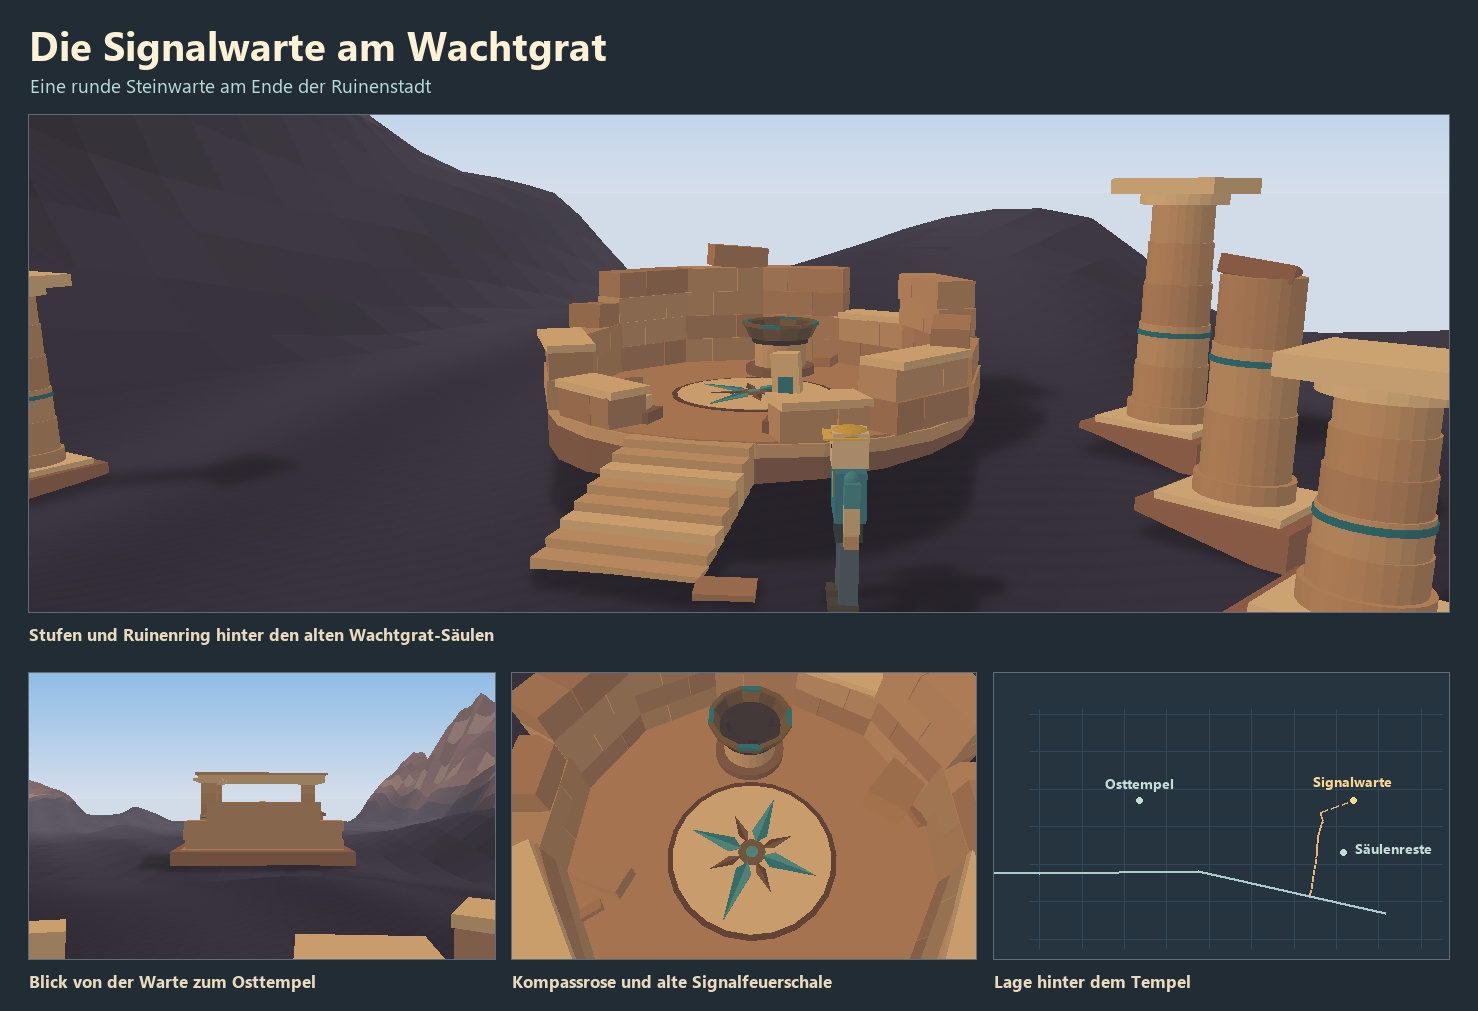 Die Signalwarte am Wachtgrat
Eine runde Steinwarte am Ende der Ruinenstadt
Stufen und Ruinenring hinter den alten Wachtgrat-Säulen
Osttempel
Signalwarte
Säulenreste
Blick von der Warte zum Osttempel
Kompassrose und alte Signalfeuerschale
Lage hinter dem Tempel